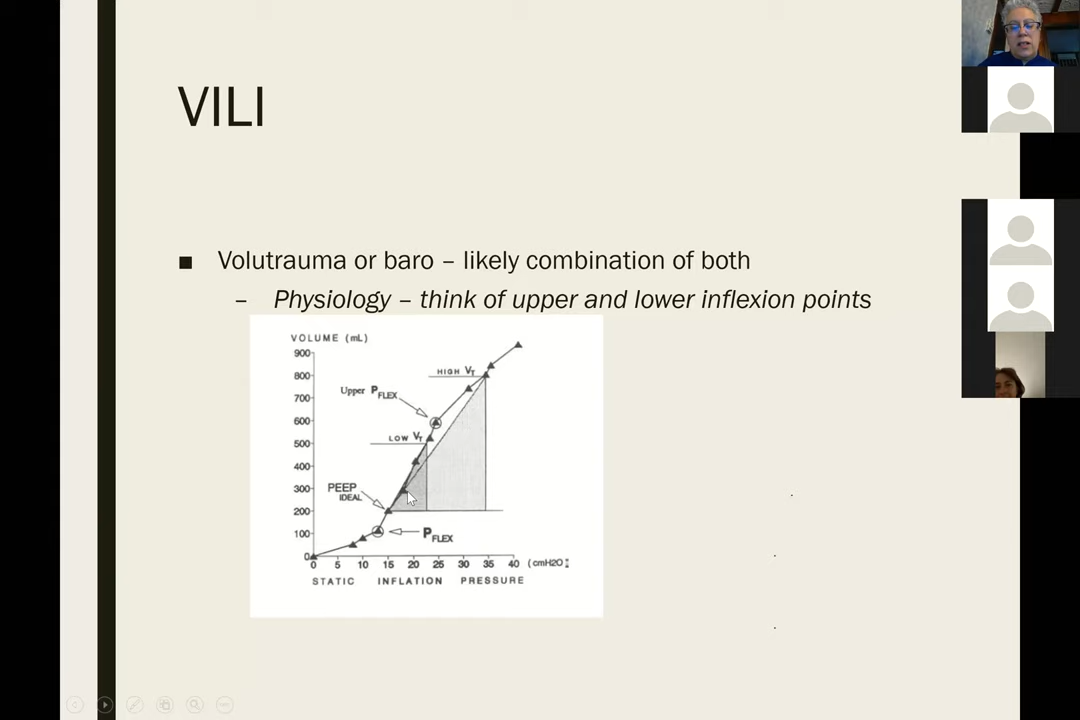 VILI
■ Volutrauma or baro – likely combination of both
– Physiology – think of upper and lower inflexion points
VOLUME (mL)
900
800
700
600
500
400
300
200
100
0
HIGH VT
Upper PFLEX
LOW VT
PEEP IDEAL
PFLEX
0 5 10 15 20 25 30 35 40 (cmH2O)
STATIC INFLATION PRESSURE